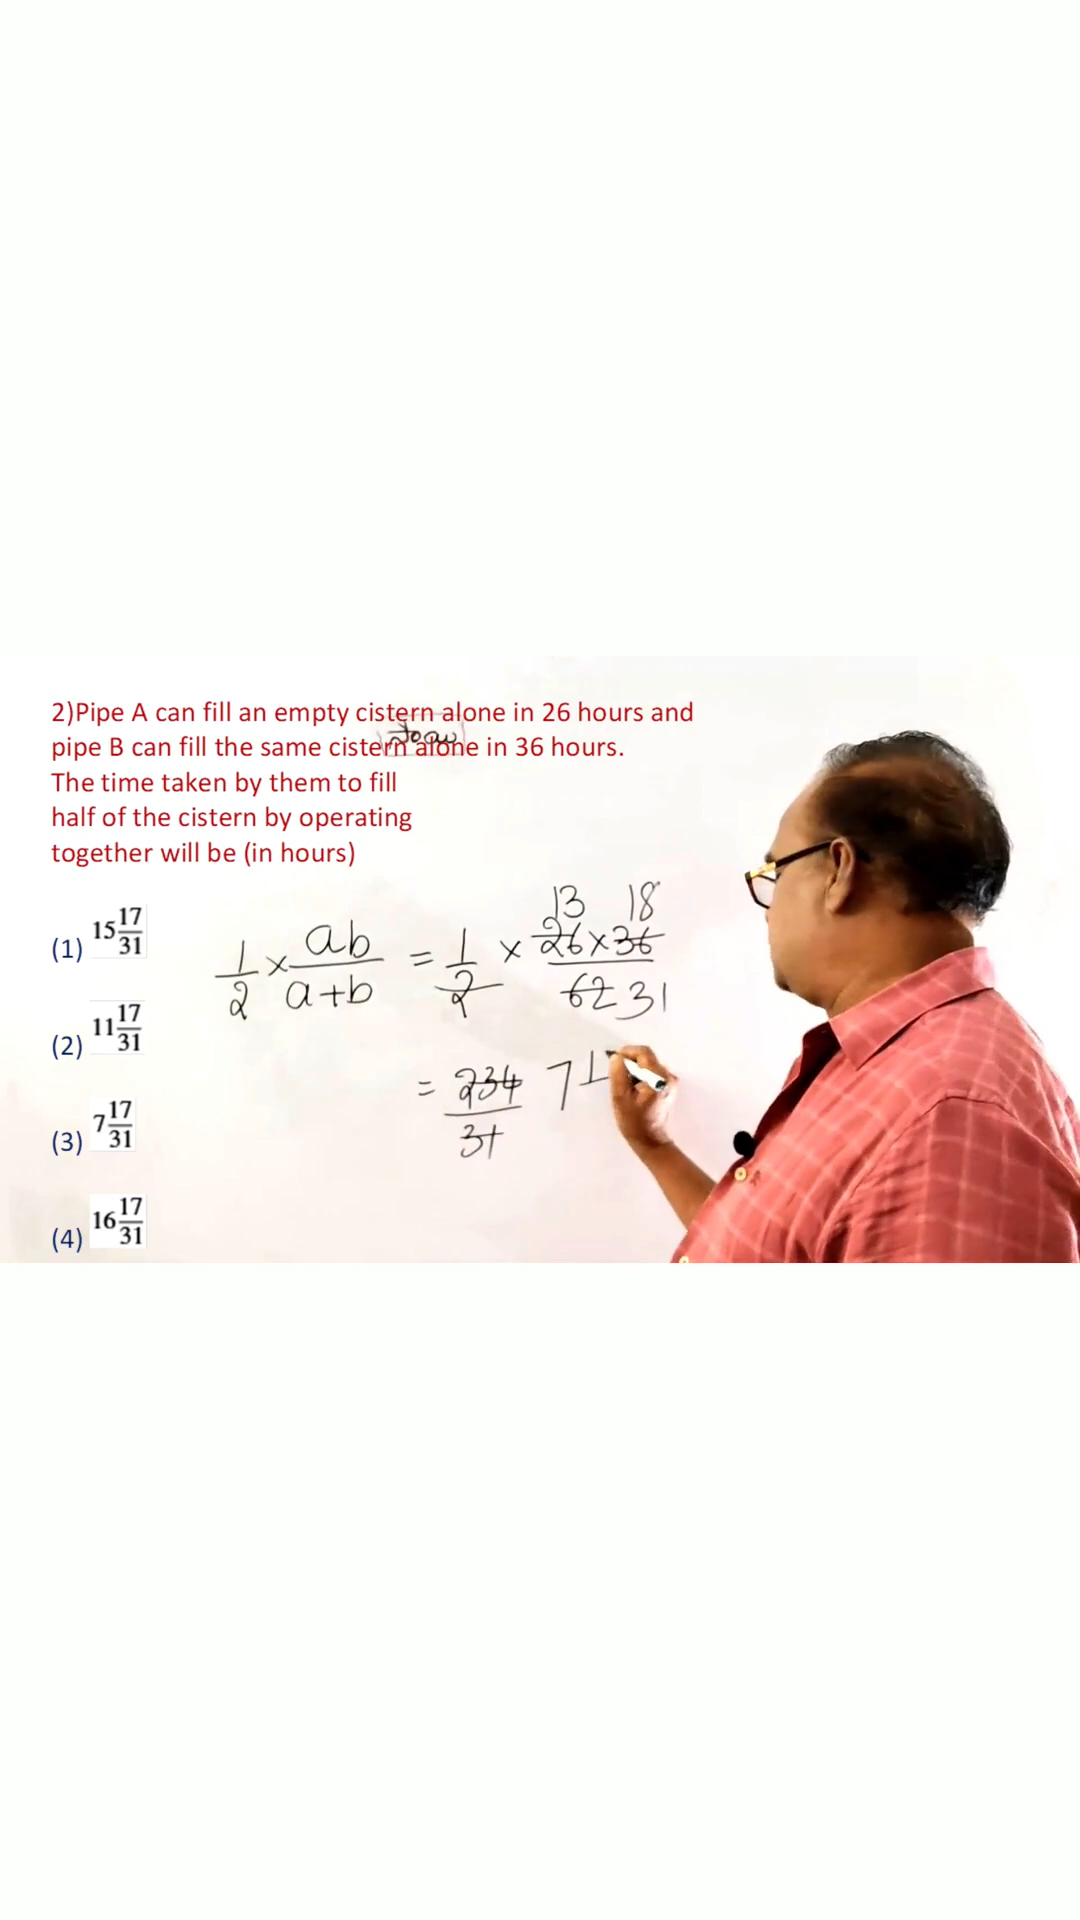 2)Pipe A can fill an empty cistern alone in 26 hours and
pipe B can fill the same cistern alone in 36 hours.
The time taken by them to fill
half of the cistern by operating
together will be (in hours)
(1) 15 17/31
(2) 11 17/31
(3) 7 17/31
(4) 16 17/31
13 18
1/2 × ab/a+b = 1/2 × 26×36/62 31
= 234/31 7 1